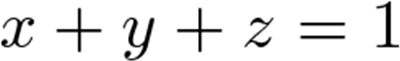 x + y + z = 1